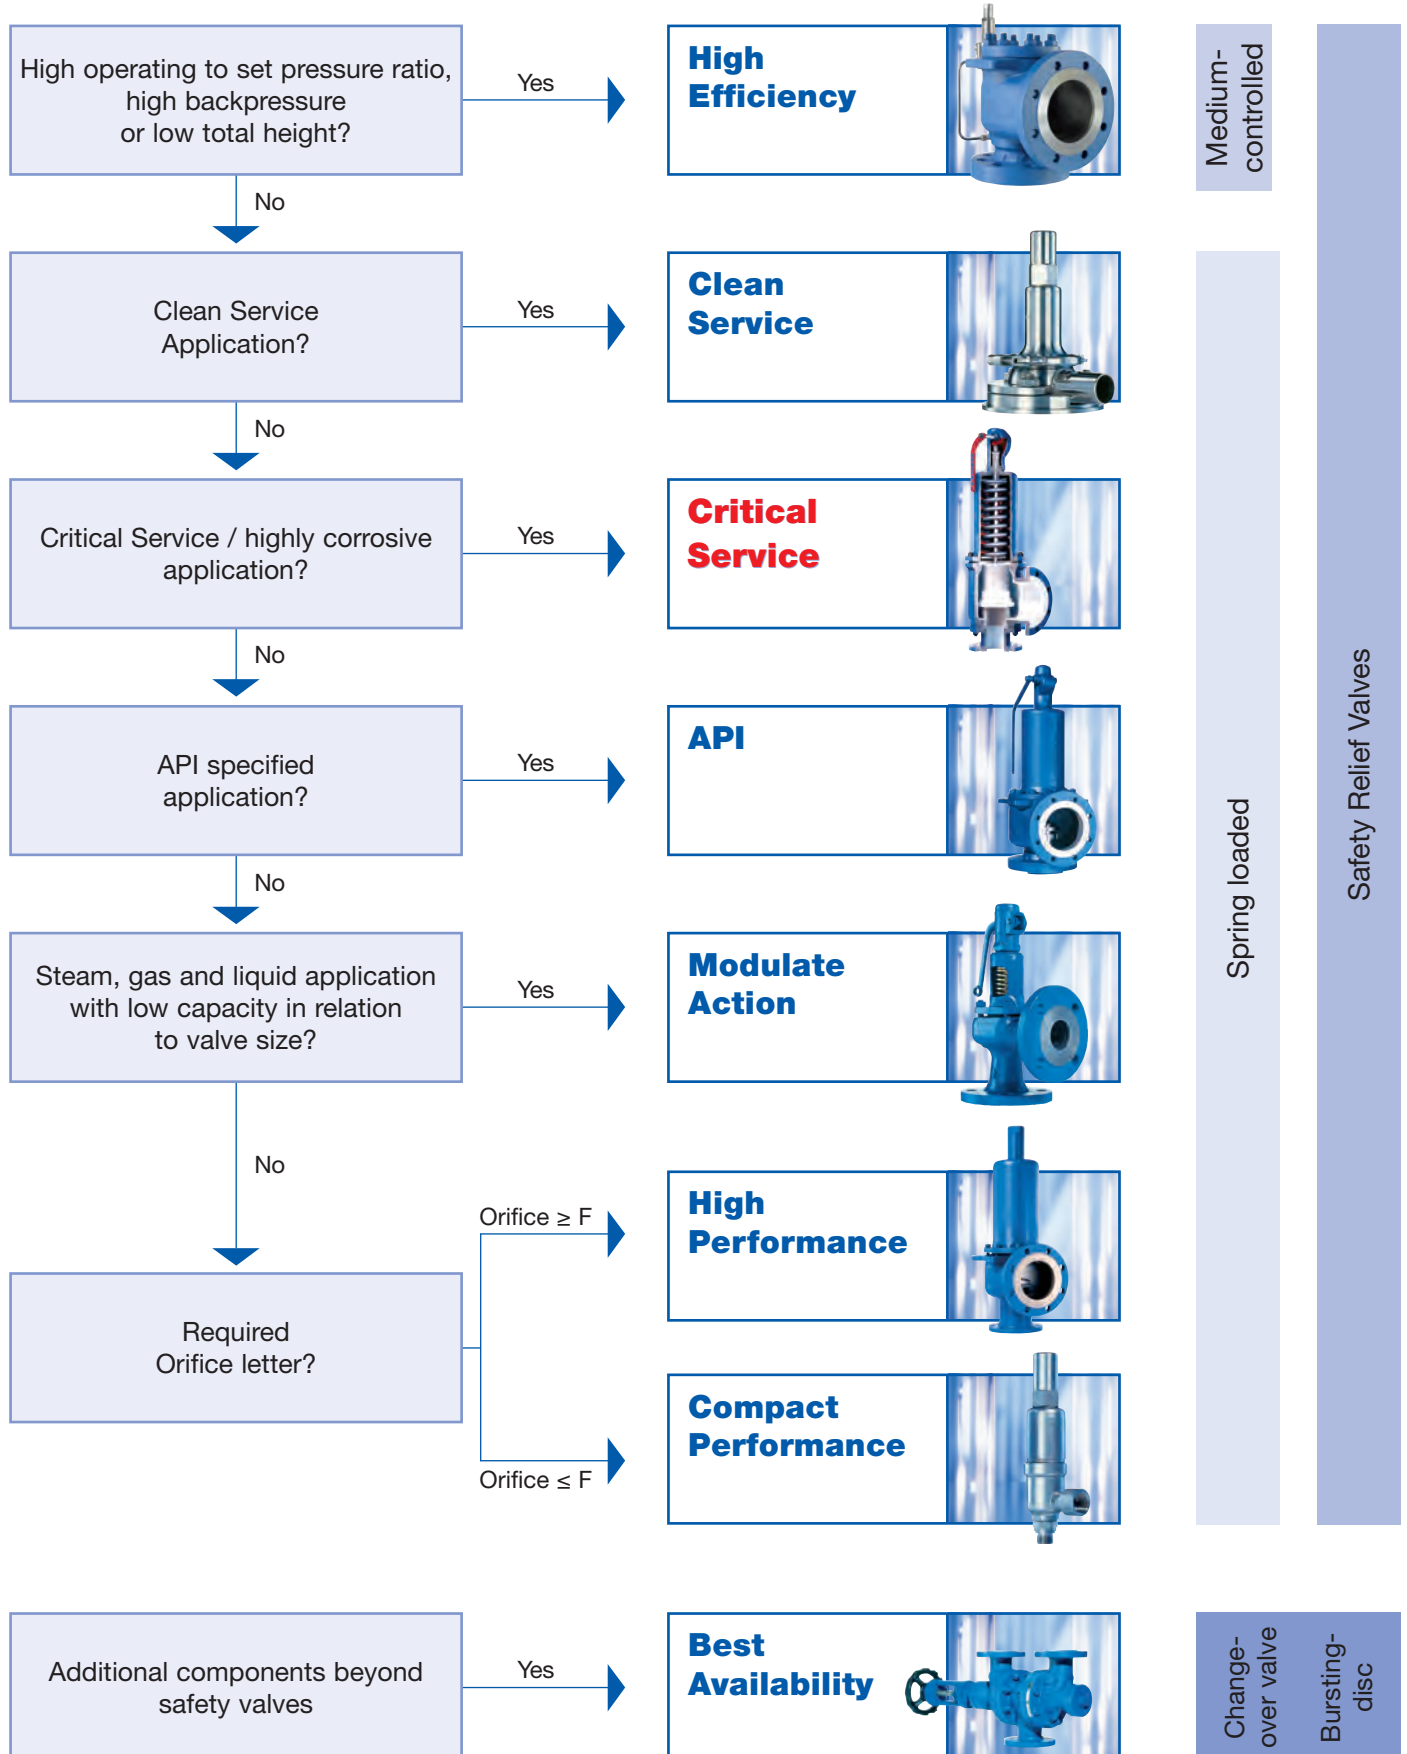 High operating to set pressure ratio,
high backpressure
or low total height?
Yes
High
Efficiency
Medium-
controlled
No
Clean Service
Application?
Yes
Clean
Service
No
Critical Service / highly corrosive
application?
Yes
Critical
Service
No
API specified
application?
Yes
API
No
Steam, gas and liquid application
with low capacity in relation
to valve size?
Yes
Modulate
Action
No
Required
Orifice letter?
Orifice ≥ F
High
Performance
Orifice ≤ F
Compact
Performance
Spring loaded
Safety Relief Valves
Additional components beyond
safety valves
Yes
Best
Availability
Change-
over valve
Bursting-
disc